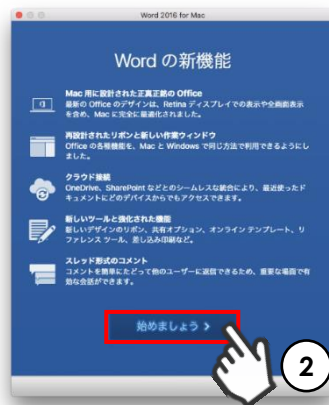 Word 2016 for Mac
Word の新機能
Mac 用に設計された正真正銘の Office
最新の Office のデザインは、Retina ディスプレイでの表示や全画面表示
を含め、Mac に完全に最適化されました。
再設計されたリボンと新しい作業ウィンドウ
Office の各種機能を、Mac と Windows で同じ方法で利用できるようにし
ました。
クラウド接続
OneDrive、SharePoint などとのシームレスな統合により、最近使ったド
キュメントにどのデバイスからでもアクセスできます。
新しいツールと強化された機能
新しいデザインのリボン、共有オプション、オンライン テンプレート、リ
ファレンス ツール、差し込み印刷など。
スレッド形式のコメント
コメントを簡単にたどって他のユーザーに返信できるため、重要な場面で有
効な会話ができます。
始めましょう >
2